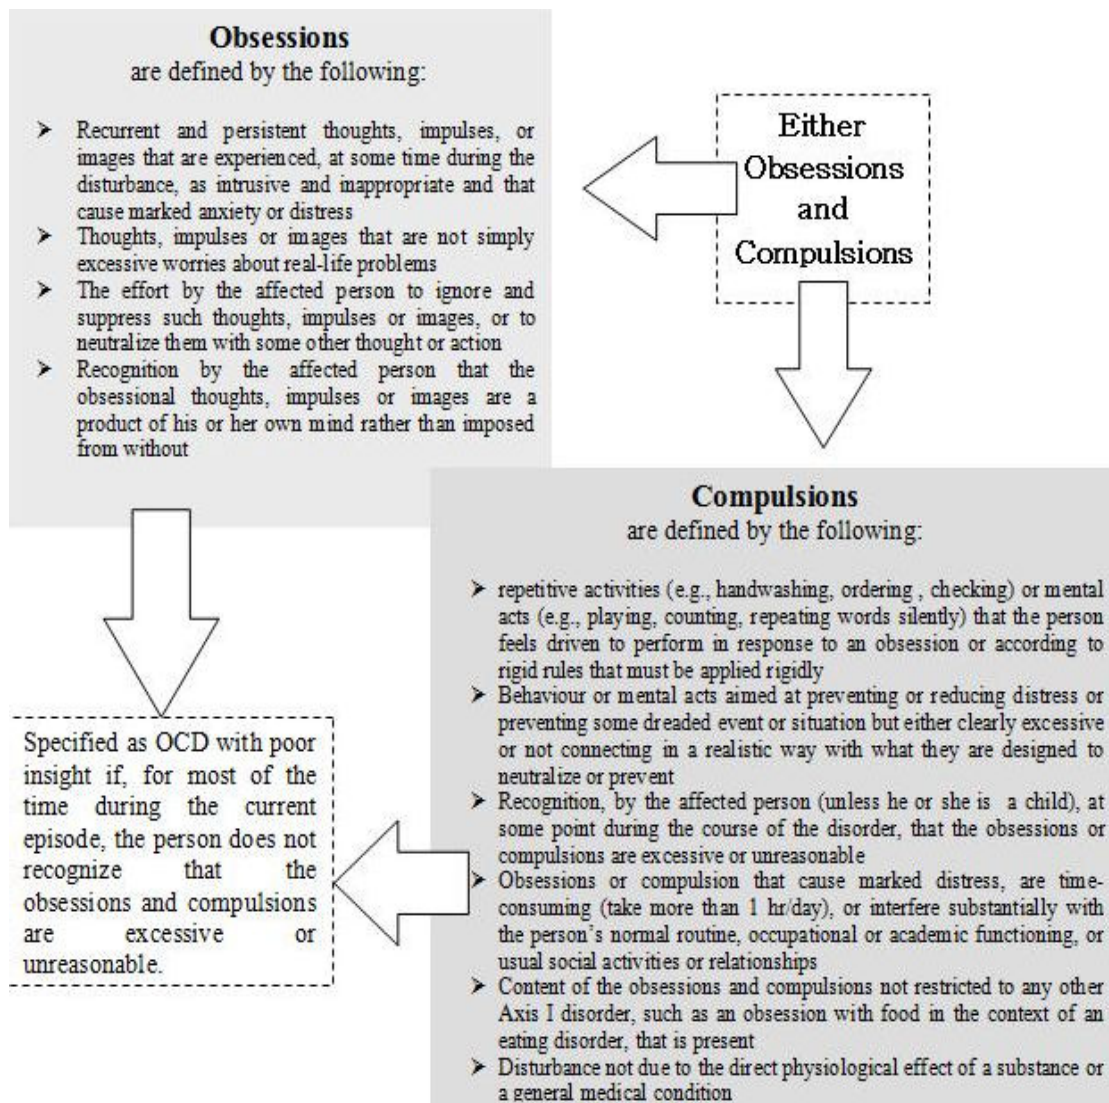 Obsessions
are defined by the following:
➤ Recurrent and persistent thoughts, impulses, or
images that are experienced, at some time during the
disturbance, as intrusive and inappropriate and that
cause marked anxiety or distress
➤ Thoughts, impulses or images that are not simply
excessive worries about real-life problems
➤ The effort by the affected person to ignore and
suppress such thoughts, impulses or images, or to
neutralize them with some other thought or action
➤ Recognition by the affected person that the
obsessional thoughts, impulses or images are a
product of his or her own mind rather than imposed
from without
Either
Obsessions
and
Compulsions
Compulsions
are defined by the following:
➤ repetitive activities (e.g., handwashing, ordering , checking) or mental
acts (e.g., playing, counting, repeating words silently) that the person
feels driven to perform in response to an obsession or according to
rigid rules that must be applied rigidly
➤ Behaviour or mental acts aimed at preventing or reducing distress or
preventing some dreaded event or situation but either clearly excessive
or not connecting in a realistic way with what they are designed to
neutralize or prevent
➤ Recognition, by the affected person (unless he or she is a child), at
some point during the course of the disorder, that the obsessions or
compulsions are excessive or unreasonable
➤ Obsessions or compulsion that cause marked distress, are time-
consuming (take more than 1 hr/day), or interfere substantially with
the person's normal routine, occupational or academic functioning, or
usual social activities or relationships
➤ Content of the obsessions and compulsions not restricted to any other
Axis I disorder, such as an obsession with food in the context of an
eating disorder, that is present
➤ Disturbance not due to the direct physiological effect of a substance or
a general medical condition
Specified as OCD with poor
insight if, for most of the
time during the current
episode, the person does not
recognize that the
obsessions and compulsions
are excessive or
unreasonable.